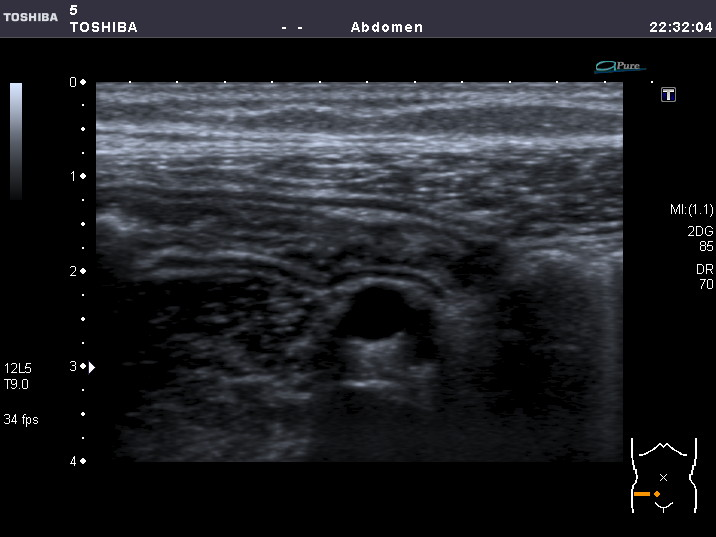 TOSHIBA
5
TOSHIBA - - Abdomen 22:32:04
Pure
0
T
1
MI:(1.1)
2DG
85
2
DR
70
12L5
3
T9.0
34 fps
4